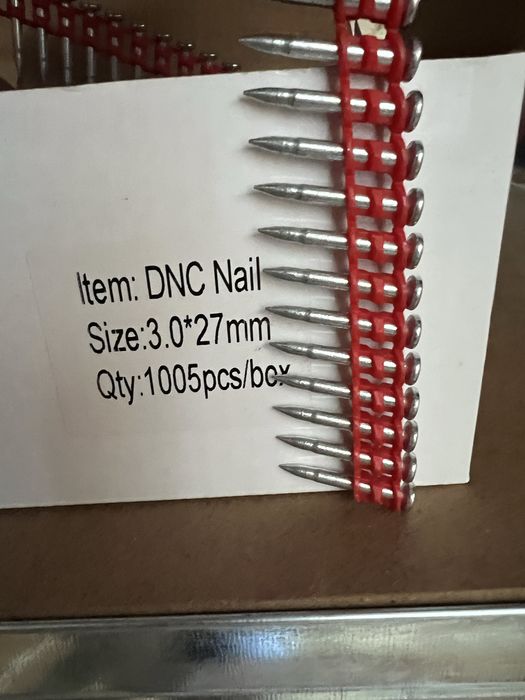 Item: DNC Nail
Size:3.0*27mm
Qty:1005pcs/box